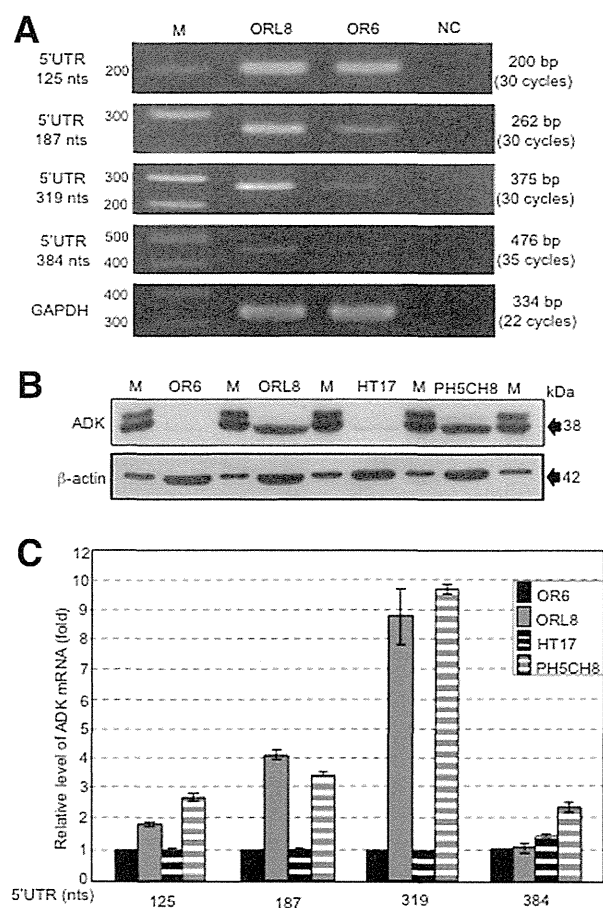 A
M ORL8 OR6 NC
5'UTR
125 nts
200
200 bp
(30 cycles)
5'UTR
187 nts
300
262 bp
(30 cycles)
5'UTR
319 nts
300
200
375 bp
(30 cycles)
5'UTR
384 nts
500
400
476 bp
(35 cycles)
GAPDH
400
300
334 bp
(22 cycles)
B
M OR6 M ORL8 M HT17 M PH5CH8 M kDa
ADK
38
β-actin
42
C
Relative level of ADK mRNA (fold)
12
10
9
8
7
6
5
4
3
2
1
0
OR6
ORL8
HT17
PH5CH8
5'UTR (nts) 125 187 319 384